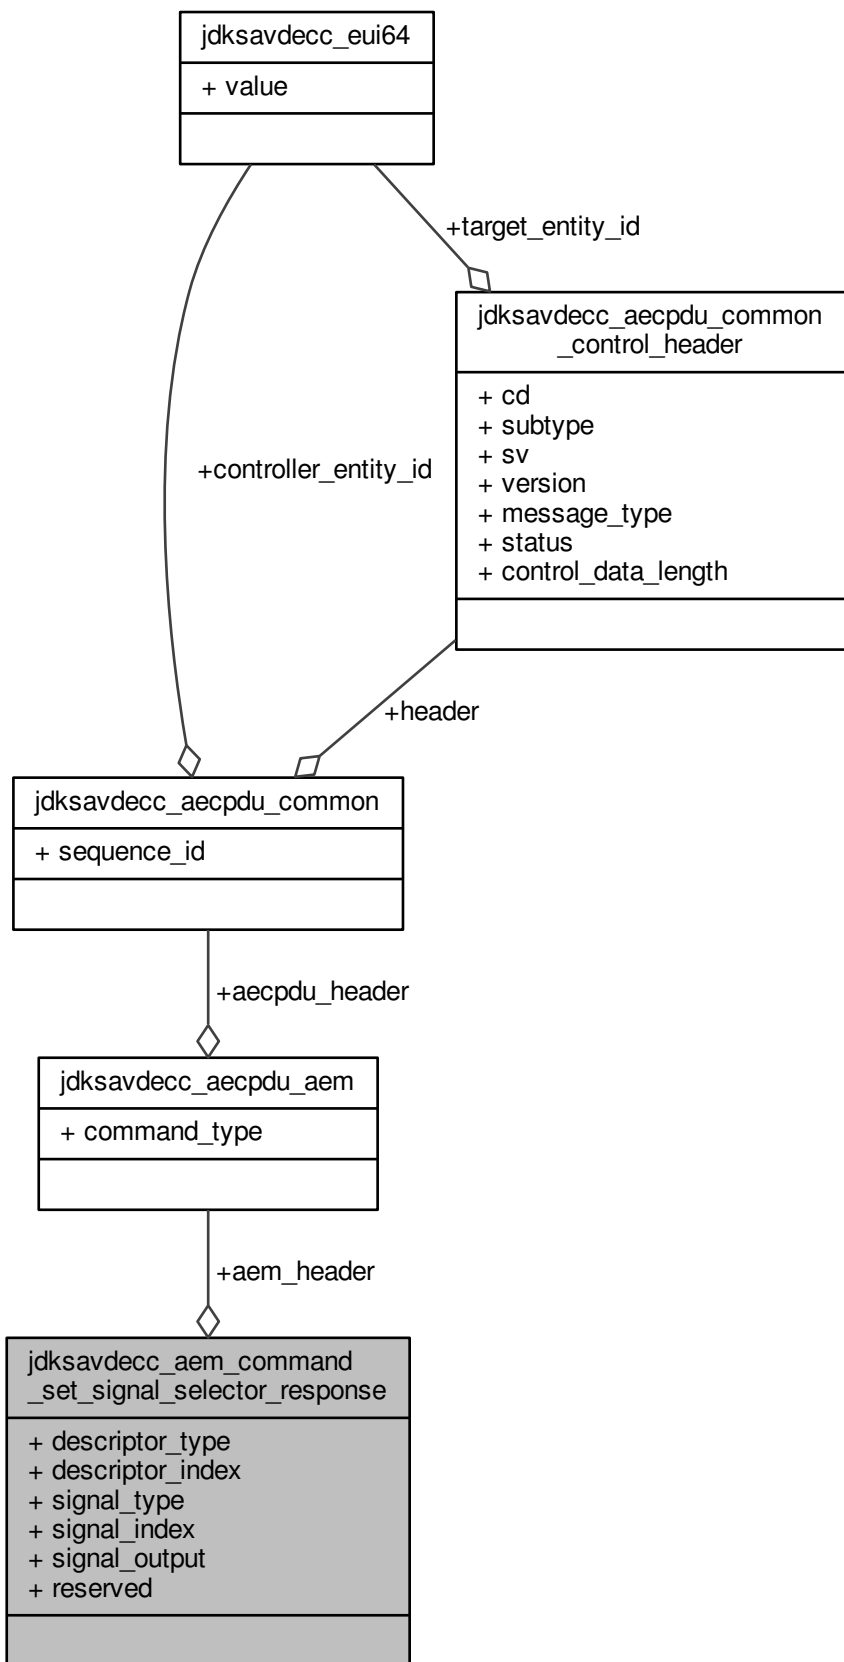 jdksavdecc_eui64
+ value
+target_entity_id
jdksavdecc_aecpdu_common
_control_header
+ cd
+ subtype
+ sv
+ version
+ message_type
+ status
+ control_data_length
+controller_entity_id
+header
jdksavdecc_aecpdu_common
+ sequence_id
+aecpdu_header
jdksavdecc_aecpdu_aem
+ command_type
+aem_header
jdksavdecc_aem_command
_set_signal_selector_response
+ descriptor_type
+ descriptor_index
+ signal_type
+ signal_index
+ signal_output
+ reserved